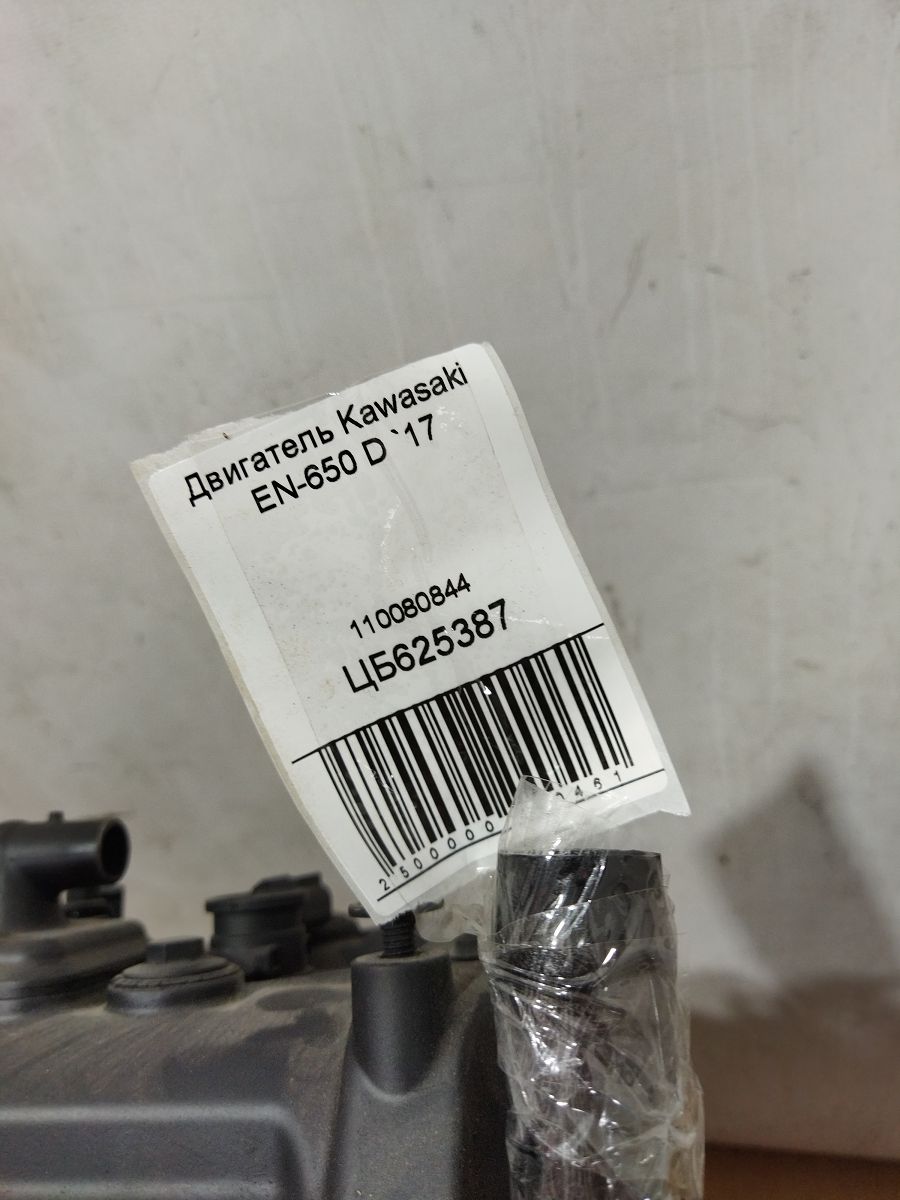 Двигатель Kawasaki
EN-650 D `17
110080844
ЦБ625387